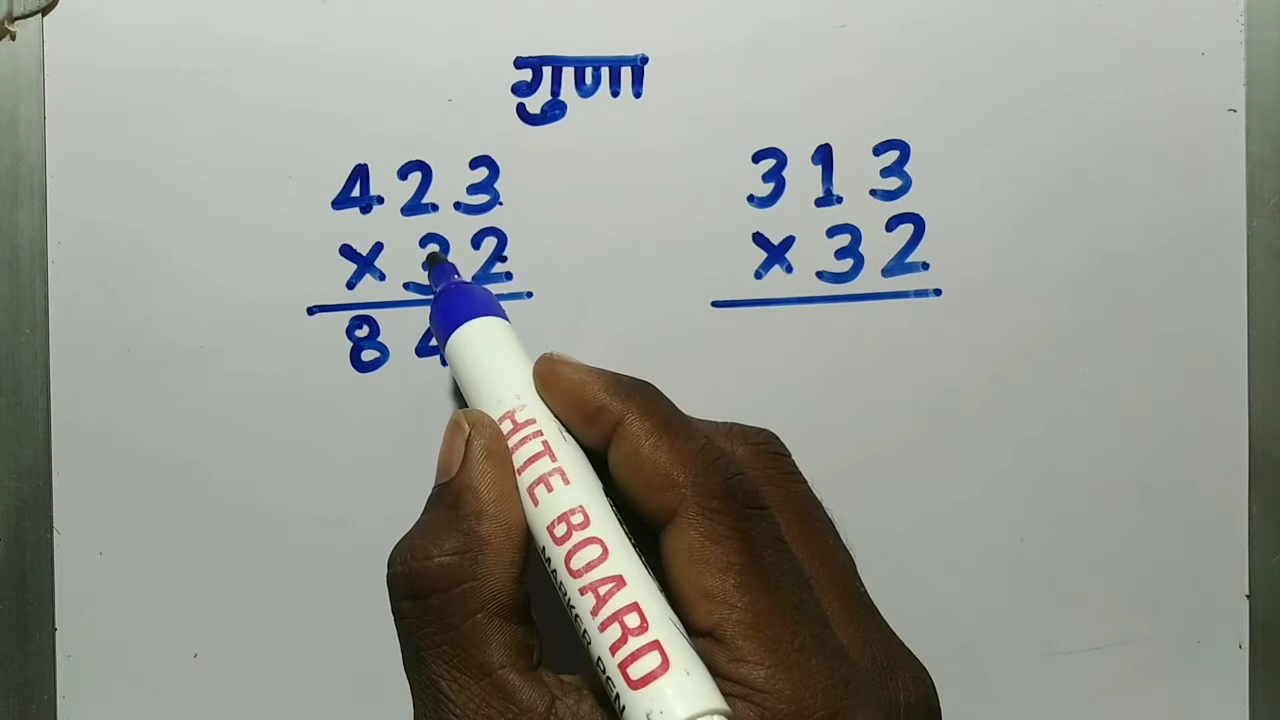 गुणा
423
× 32
84
313
× 32
HITE BOARD
MARKER PEN